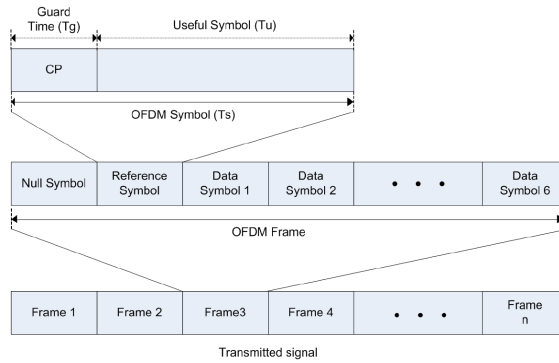 Guard
Time (Tg)
Useful Symbol (Tu)
CP
OFDM Symbol (Ts)
Null Symbol
Reference
Symbol
Data
Symbol 1
Data
Symbol 2
• • •
Data
Symbol 6
OFDM Frame
Frame 1
Frame 2
Frame3
Frame 4
• • •
Frame
n
Transmitted signal